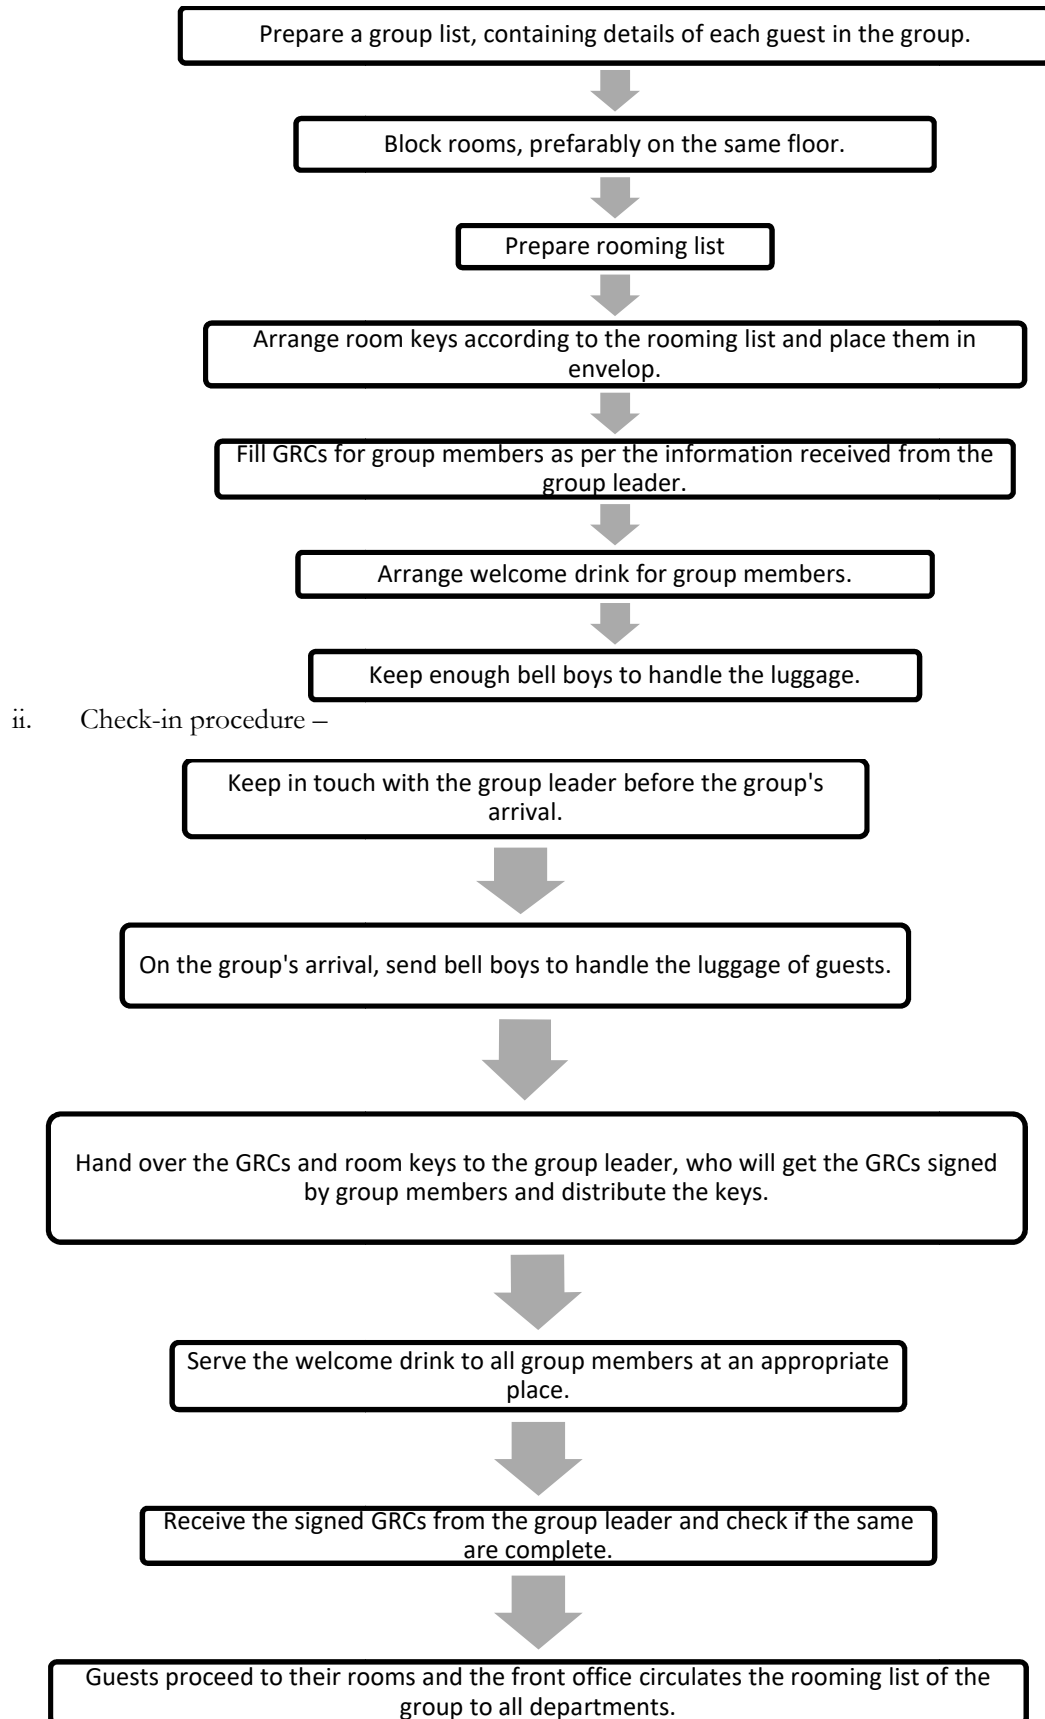 Prepare a group list, containing details of each guest in the group.
Block rooms, prefarably on the same floor.
Prepare rooming list
Arrange room keys according to the rooming list and place them in
envelop.
Fill GRCs for group members as per the information received from the
group leader.
Arrange welcome drink for group members.
Keep enough bell boys to handle the luggage.
ii. Check-in procedure –
Keep in touch with the group leader before the group's
arrival.
On the group's arrival, send bell boys to handle the luggage of guests.
Hand over the GRCs and room keys to the group leader, who will get the GRCs signed
by group members and distribute the keys.
Serve the welcome drink to all group members at an appropriate
place.
Receive the signed GRCs from the group leader and check if the same
are complete.
Guests proceed to their rooms and the front office circulates the rooming list of the
group to all departments.